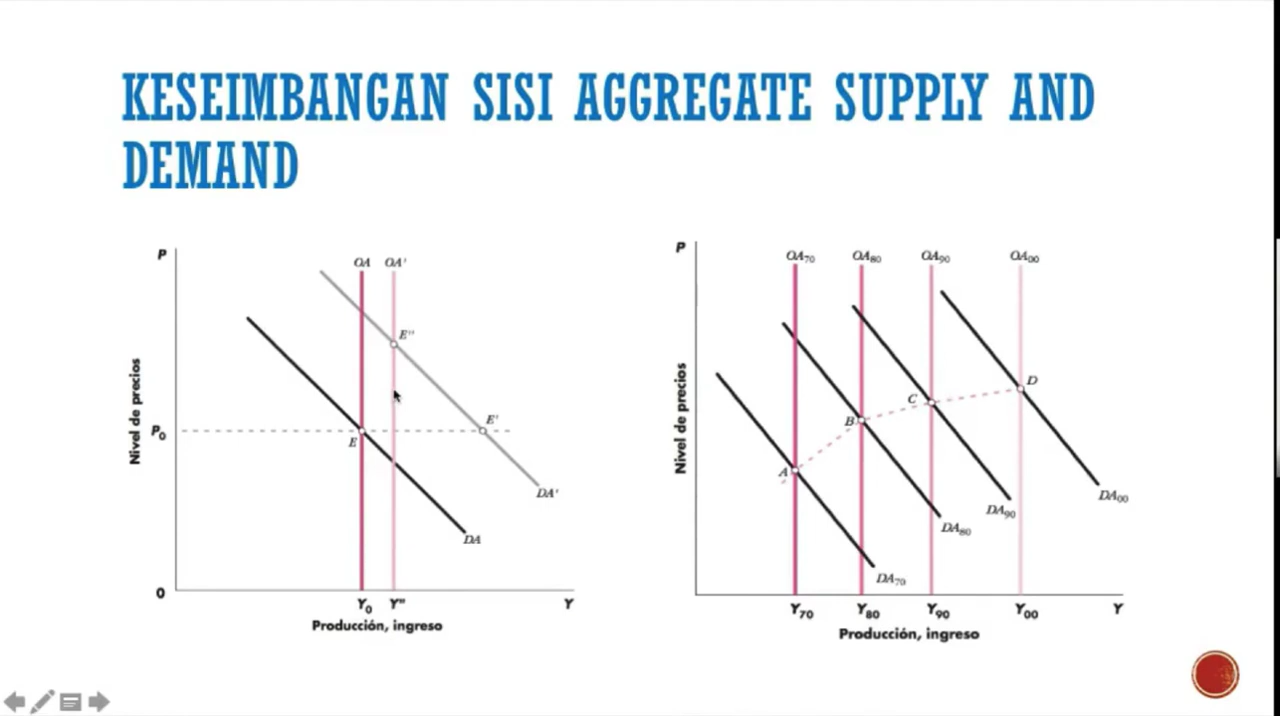 KESEIMBANGAN SISI AGGREGATE SUPPLY AND
DEMAND
P
OA OA'
E''
Nivel de precios
P₀
E
E'
DA'
DA
0
Y₀ Y" Y
Producción, ingreso
P
OA₇₀ OA₈₀ OA₉₀ OA₀₀
Nivel de precios
D
C
B
A
DA₀₀
DA₉₀
DA₈₀
DA₇₀
Y₇₀ Y₈₀ Y₉₀ Y₀₀ Y
Producción, ingreso